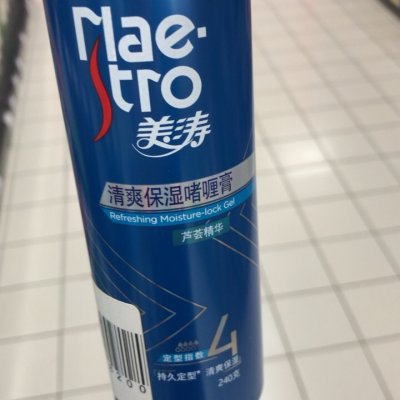 Mae·
stro
美涛
清爽保湿啫喱膏
Refreshing Moisture-lock Gel
芦荟精华
定型指数 4
持久定型* 清爽保湿
240克